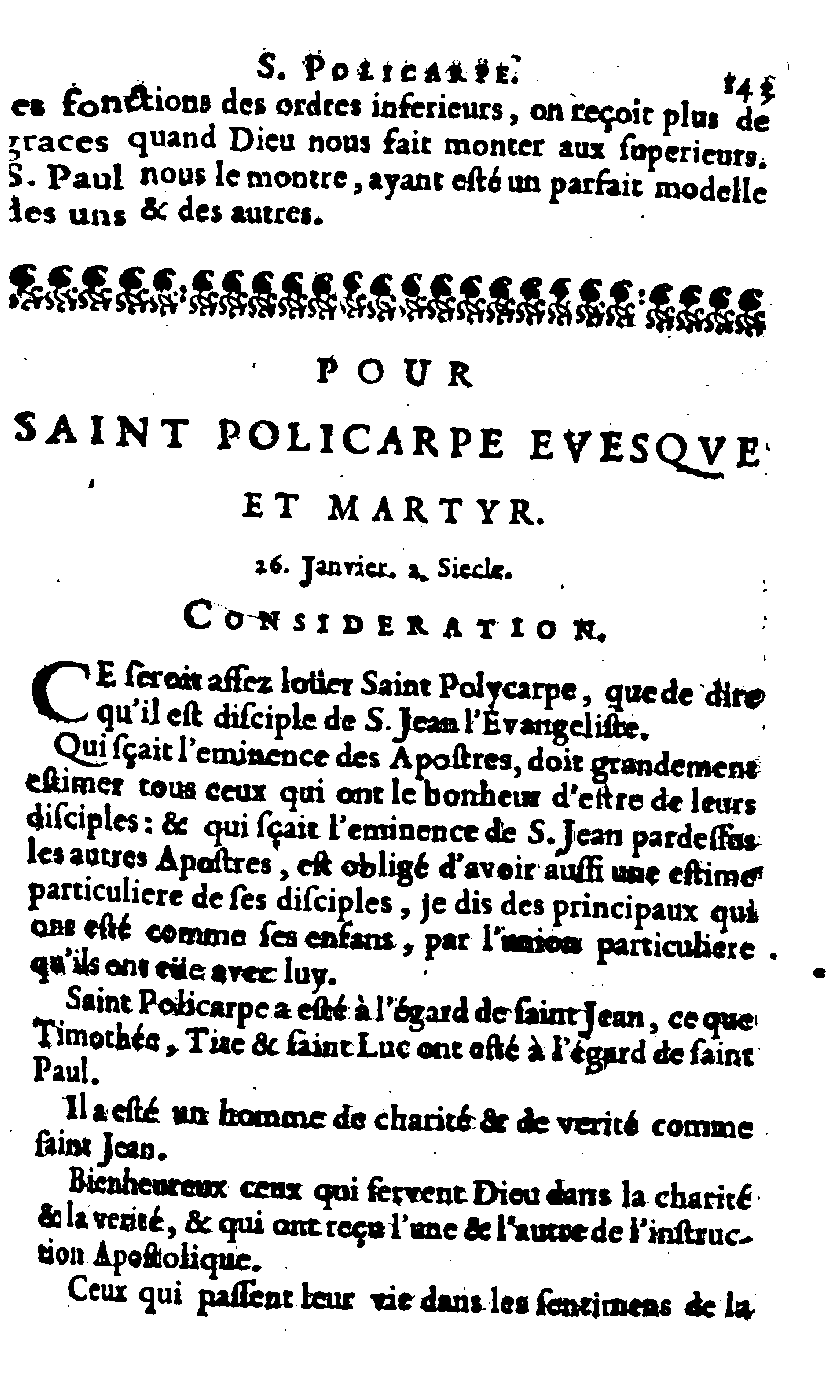 S. POLICARPE.
es fonctions des ordres inferieurs, on reçoit plus de
graces quand Dieu nous fait monter aux ſuperieurs.
S. Paul nous le montre, ayant eſté un parfait modelle
des uns & des autres.
POUR
SAINT POLICARPE EVESQVE
ET MARTYR.
26. Janvier. 2. Siecle.
CONSIDERATION.
CE ſeroit aſſez loüer Saint Polycarpe, que de dire
qu'il eſt diſciple de S. Jean l'Evangeliſte.
Qui ſçait l'eminence des Apoſtres, doit grandement
eſtimer tous ceux qui ont le bonheur d'eſtre de leurs
diſciples: & qui ſçait l'eminence de S. Jean pardeſſus
les autres Apoſtres, eſt obligé d'avoir auſſi une eſtime
particuliere de ſes diſciples, je dis des principaux qui
ont eſté comme ſes enfans, par l'union particuliere
qu'ils ont eüe avec luy.
Saint Policarpe a eſté à l'égard de ſaint Jean, ce que
Timothée, Tite & ſaint Luc ont eſté à l'égard de ſaint
Paul.
Il a eſté un homme de charité & de verité comme
ſaint Jean.
Bienheureux ceux qui ſervent Dieu dans la charité
& la verité, & qui ont reçu l'une & l'autre de l'inſtruc-
tion Apoſtolique.
Ceux qui paſſent leur vie dans les ſentimens de la